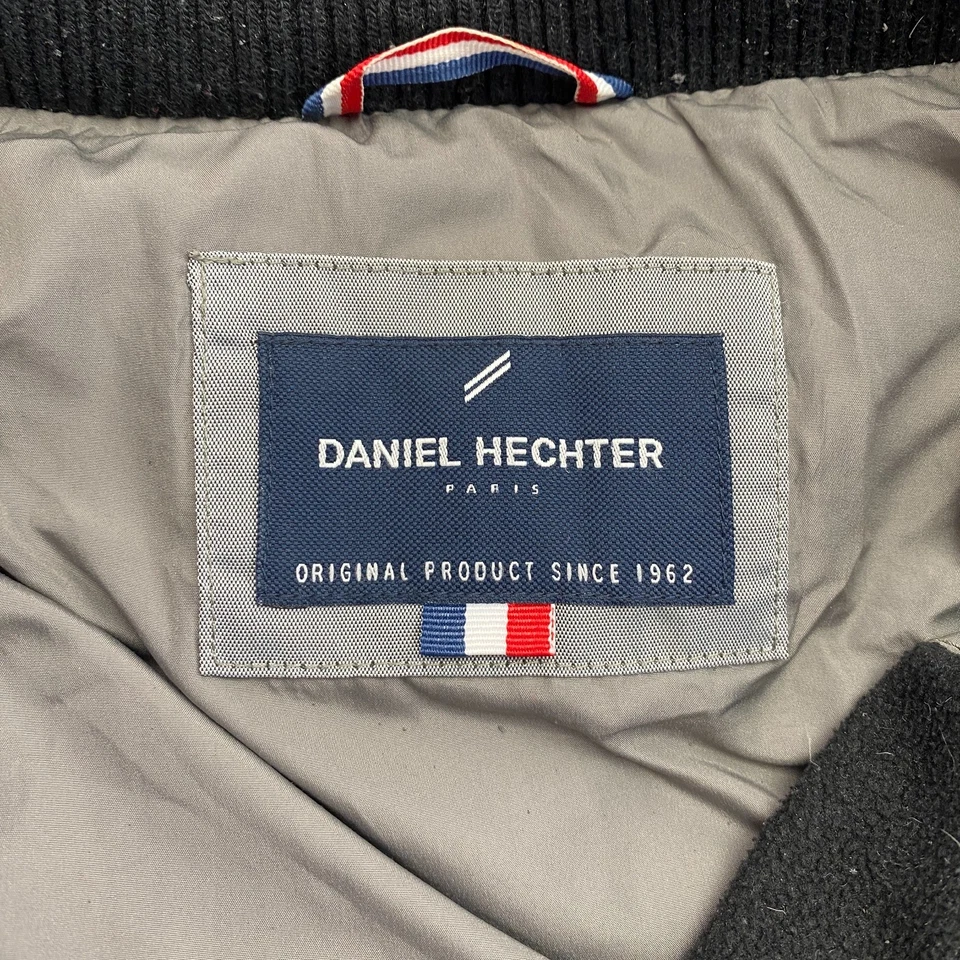 DANIEL HECHTER
PARIS
ORIGINAL PRODUCT SINCE 1962